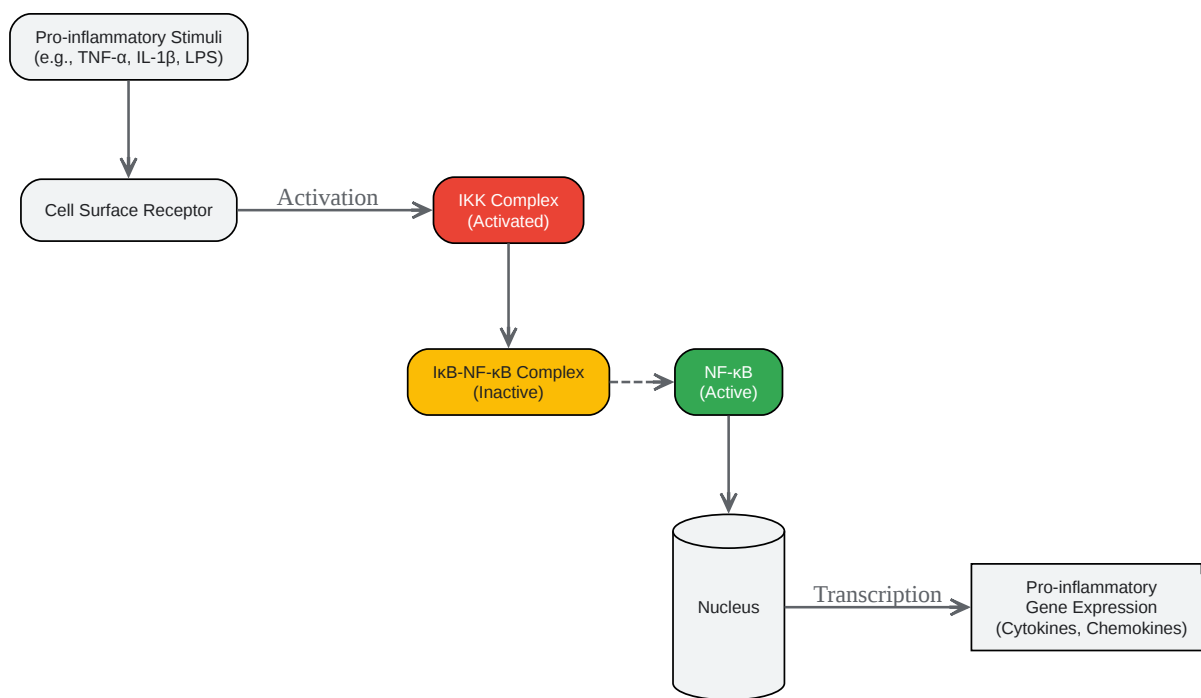 Pro-inflammatory Stimuli
(e.g., TNF-α, IL-1β, LPS)
Cell Surface Receptor
Activation
IKK Complex
(Activated)
IκB-NF-κB Complex
(Inactive)
NF-κB
(Active)
Nucleus
Transcription
Pro-inflammatory
Gene Expression
(Cytokines, Chemokines)